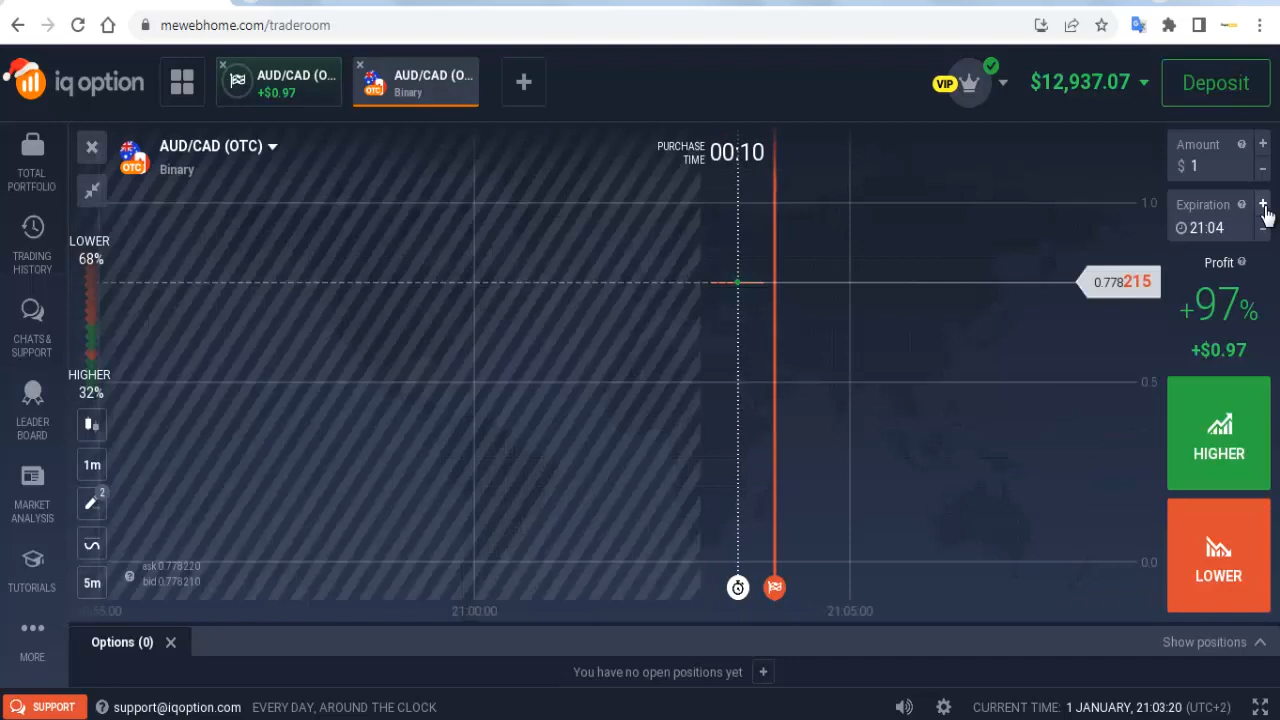 mewebhome.com/traderoom
iq option
AUD/CAD (O...
+$0.97
AUD/CAD (O...
OTC
Binary
VIP
$12,937.07
Deposit
TOTAL
PORTFOLIO
TRADING
HISTORY
CHATS &
SUPPORT
LEADER
BOARD
MARKET
ANALYSIS
TUTORIALS
MORE
AUD/CAD (OTC)
OTC
Binary
PURCHASE
TIME
00:10
LOWER
68%
HIGHER
32%
1m
2
5m
ask 0.778220
bid 0.778210
1.0
0.778215
0.5
0.0
55:00
21:00:00
21:05:00
Amount
$ 1
Expiration
21:04
Profit
+97%
+$0.97
HIGHER
LOWER
Options (0)
Show positions
You have no open positions yet
SUPPORT
support@iqoption.com
EVERY DAY, AROUND THE CLOCK
CURRENT TIME: 1 JANUARY, 21:03:20 (UTC+2)